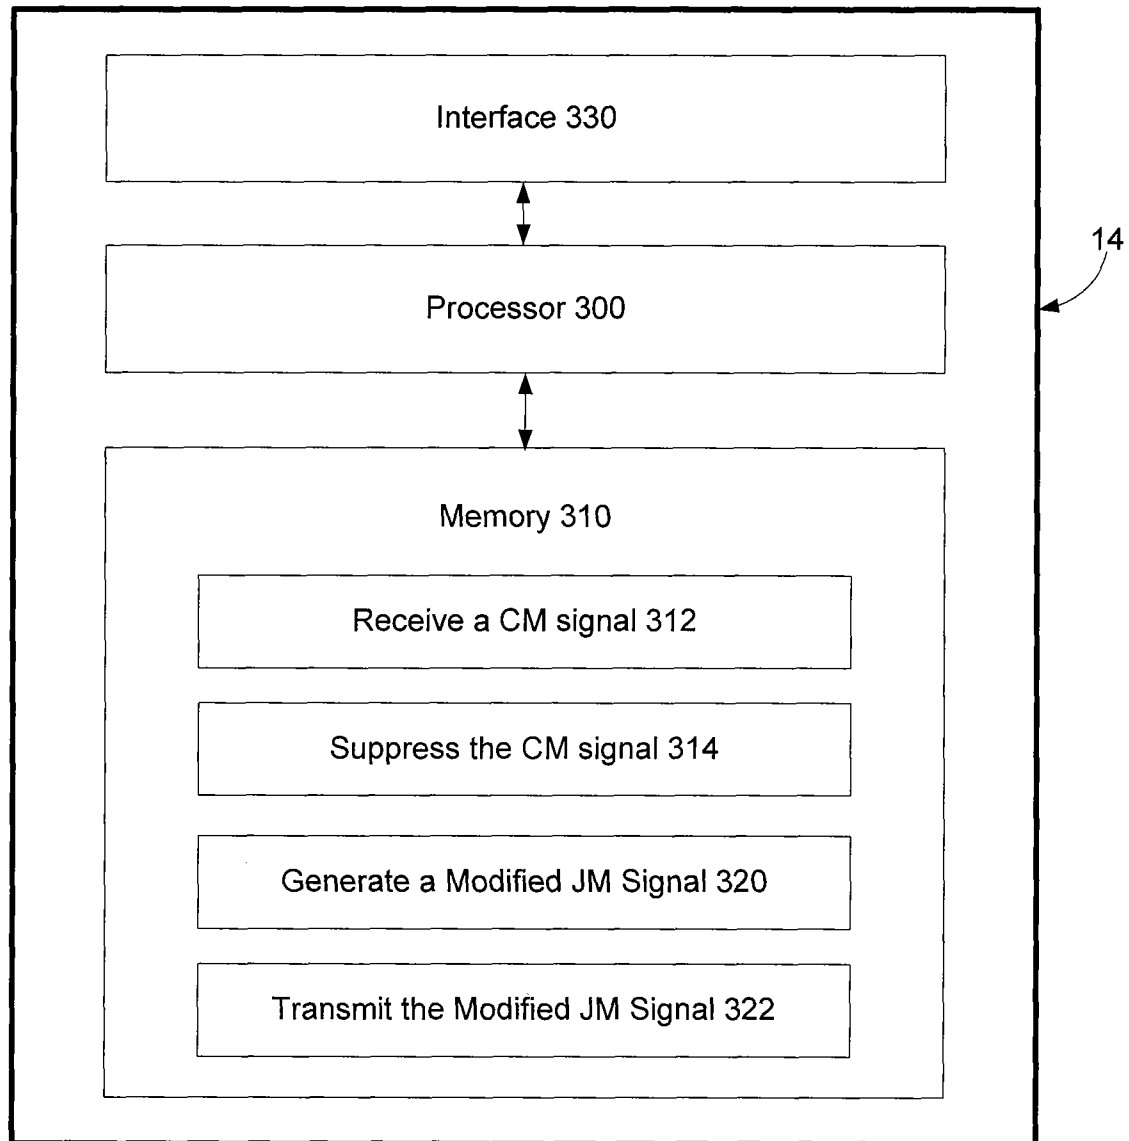 Interface 330
14
Processor 300
Memory 310
Receive a CM signal 312
Suppress the CM signal 314
Generate a Modified JM Signal 320
Transmit the Modified JM Signal 322